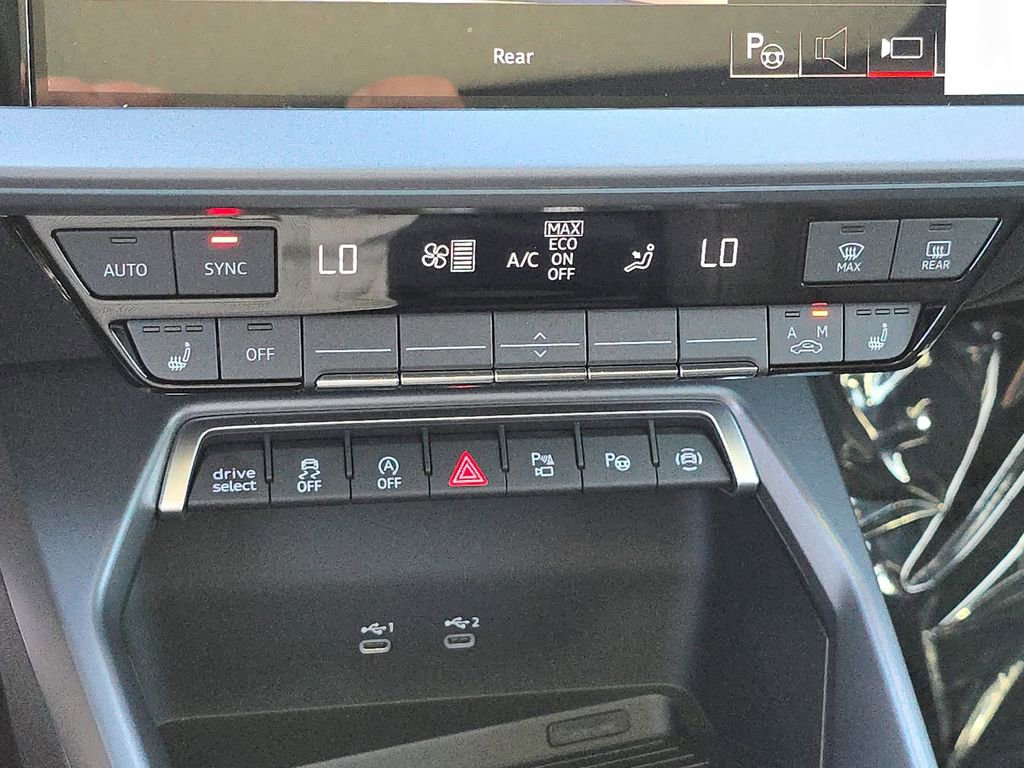 Rear
P
AUTO
SYNC
LO
A/C
MAX
ECO
ON
OFF
LO
MAX
REAR
OFF
A M
drive
select
OFF
A
OFF
P
P
1
2